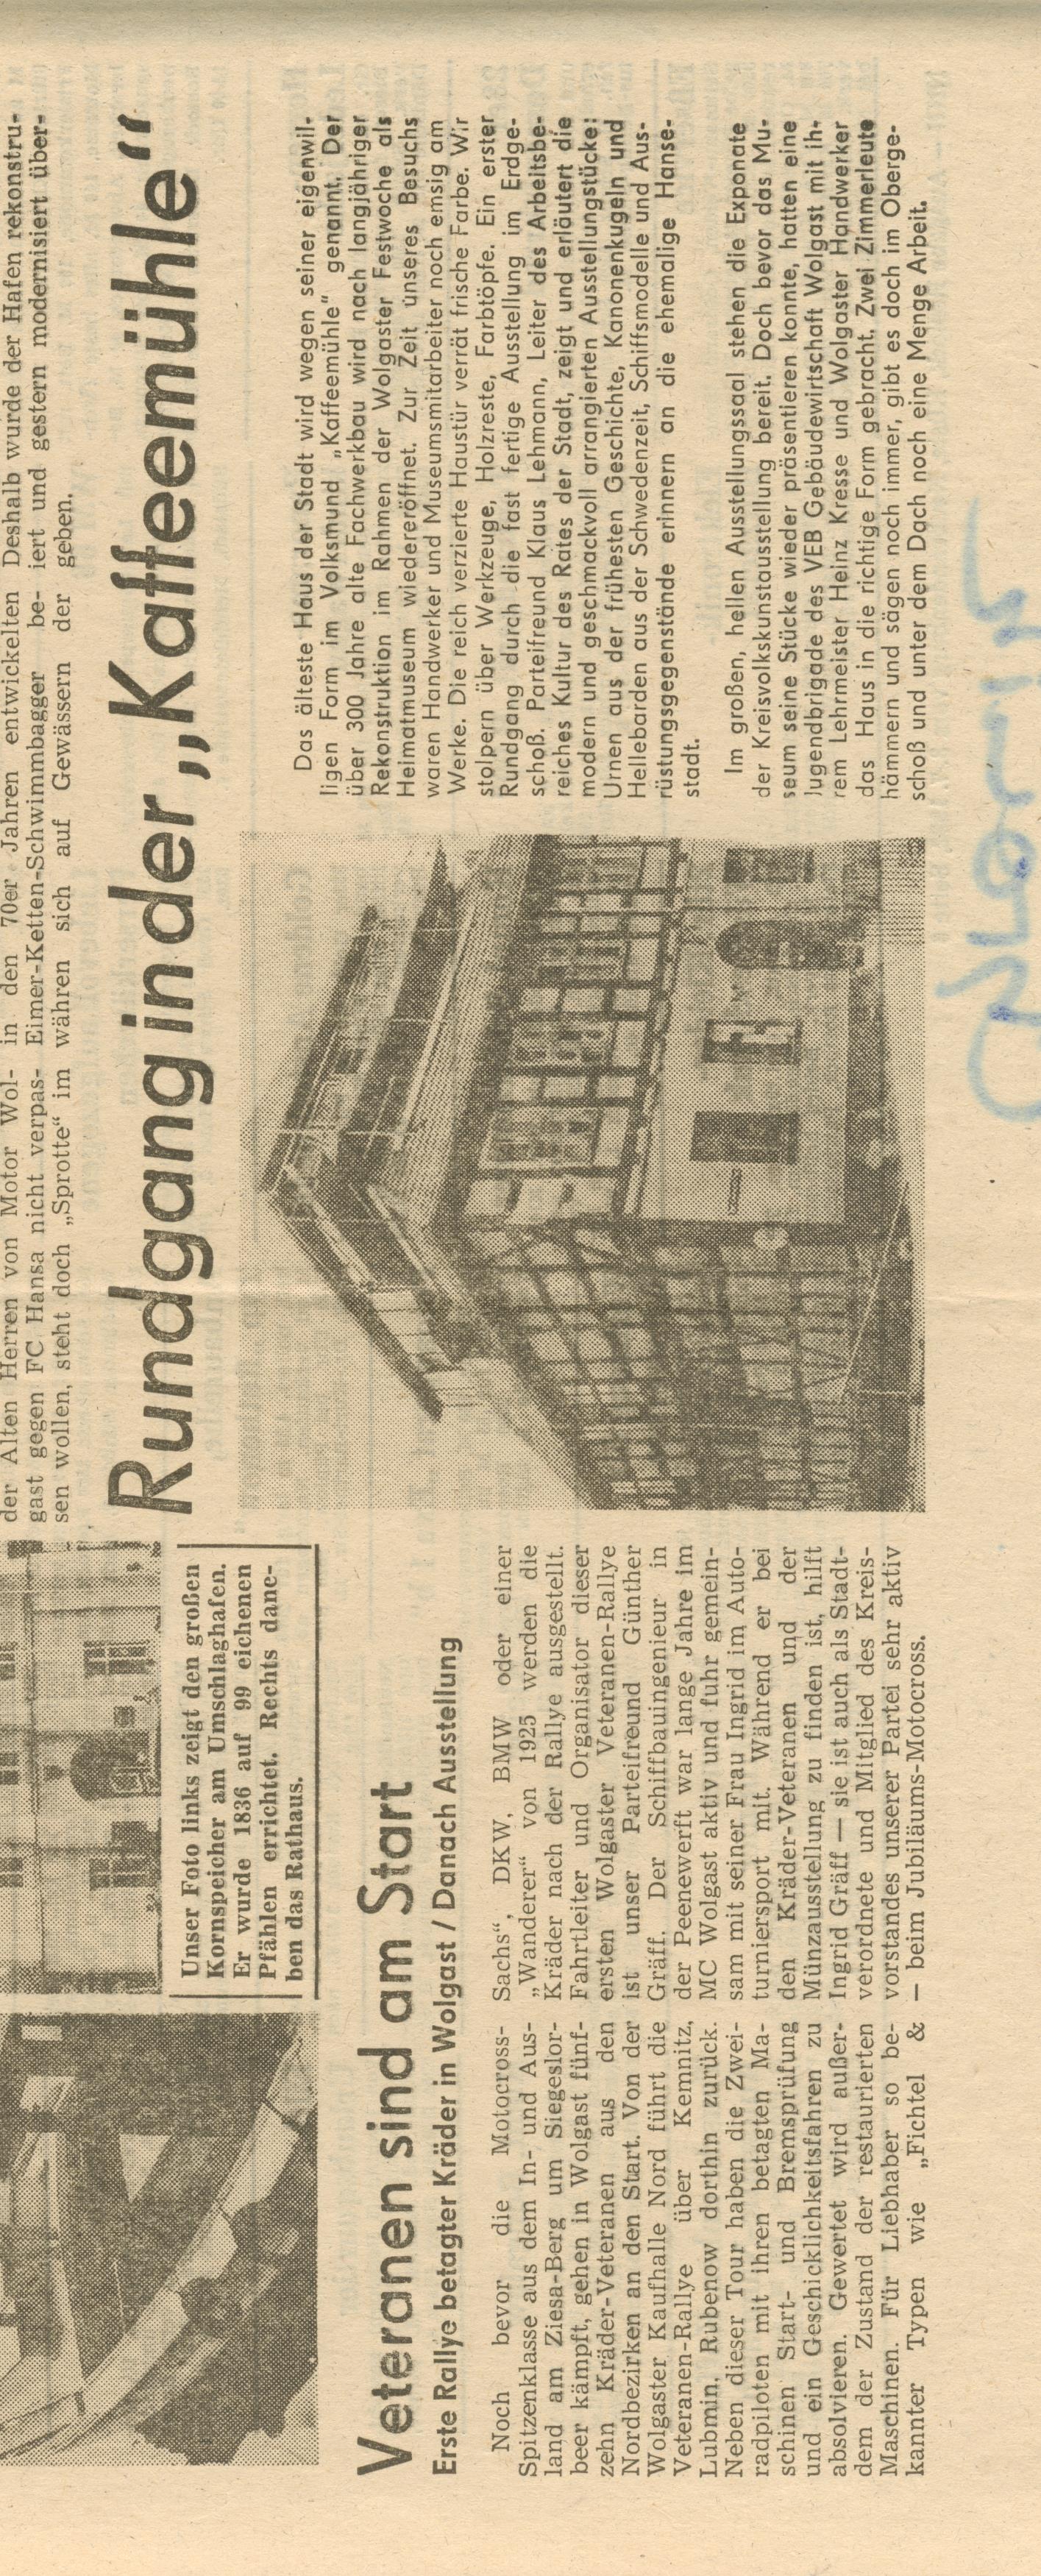 der Alten Herren von Motor Wol-
gast gegen FC Hansa nicht verpas-
sen wollen, steht doch „Sprotte“ im
in den 70er Jahren entwickelten
Eimer-Ketten-Schwimmbagger be-
währen sich auf Gewässern der
Deshalb wurde der Hafen rekonstru-
iert und gestern modernisiert über-
geben.
Unser Foto links zeigt den großen
Kornspeicher am Umschlaghafen.
Er wurde 1836 auf 99 eichenen
Pfählen errichtet. Rechts dane-
ben das Rathaus.
Veteranen sind am Start
Erste Rallye betagter Kräder in Wolgast / Danach Ausstellung
Noch bevor die Motocross-
Spitzenklasse aus dem In- und Aus-
land am Ziesa-Berg um Siegeslor-
beer kämpft, gehen in Wolgast fünf-
zehn Kräder-Veteranen aus den
Nordbezirken an den Start. Von der
Wolgaster Kaufhalle Nord führt die
Veteranen-Rallye über Kemnitz,
Lubmin, Rubenow dorthin zurück.
Neben dieser Tour haben die Zwei-
radpiloten mit ihren betagten Ma-
schinen Start- und Bremsprüfung
und ein Geschicklichkeitsfahren zu
absolvieren. Gewertet wird außer-
dem der Zustand der restaurierten
Maschinen. Für Liebhaber so be-
kannter Typen wie „Fichtel &
Sachs“, DKW, BMW oder einer
„Wanderer“ von 1925 werden die
Kräder nach der Rallye ausgestellt.
Fahrtleiter und Organisator dieser
ersten Wolgaster Veteranen-Rallye
ist unser Parteifreund Günther
Gräff. Der Schiffbauingenieur in
der Peenewerft war lange Jahre im
MC Wolgast aktiv und fuhr gemein-
sam mit seiner Frau Ingrid im Auto-
turniersport mit. Während er bei
den Kräder-Veteranen und der
Münzausstellung zu finden ist, hilft
Ingrid Gräff — sie ist auch als Stadt-
verordnete und Mitglied des Kreis-
vorstandes unserer Partei sehr aktiv
— beim Jubiläums-Motocross.
Rundgang in der „Kaffeemühle“
Das älteste Haus der Stadt wird wegen seiner eigenwil-
ligen Form im Volksmund „Kaffeemühle“ genannt. Der
über 300 Jahre alte Fachwerkbau wird nach langjähriger
Rekonstruktion im Rahmen der Wolgaster Festwoche als
Heimatmuseum wiedereröffnet. Zur Zeit unseres Besuchs
waren Handwerker und Museumsmitarbeiter noch emsig am
Werke. Die reich verzierte Haustür verrät frische Farbe. Wir
stolpern über Werkzeuge, Holzreste, Farbtöpfe. Ein erster
Rundgang durch die fast fertige Ausstellung im Erdge-
schoß. Parteifreund Klaus Lehmann, Leiter des Arbeitsbe-
reiches Kultur des Rates der Stadt, zeigt und erläutert die
modern und geschmackvoll arrangierten Ausstellungstücke:
Urnen aus der frühesten Geschichte, Kanonenkugeln und
Hellebarden aus der Schwedenzeit, Schiffsmodelle und Aus-
rüstungsgegenstände erinnern an die ehemalige Hanse-
stadt.
Im großen, hellen Ausstellungssaal stehen die Exponate
der Kreisvolkskunstausstellung bereit. Doch bevor das Mu-
seum seine Stücke wieder präsentieren konnte, hatten eine
Jugendbrigade des VEB Gebäudewirtschaft Wolgast mit ih-
rem Lehrmeister Heinz Kresse und Wolgaster Handwerker
das Haus in die richtige Form gebracht. Zwei Zimmerleute
hämmern und sägen noch immer, gibt es doch im Oberge-
schoß und unter dem Dach noch eine Menge Arbeit.